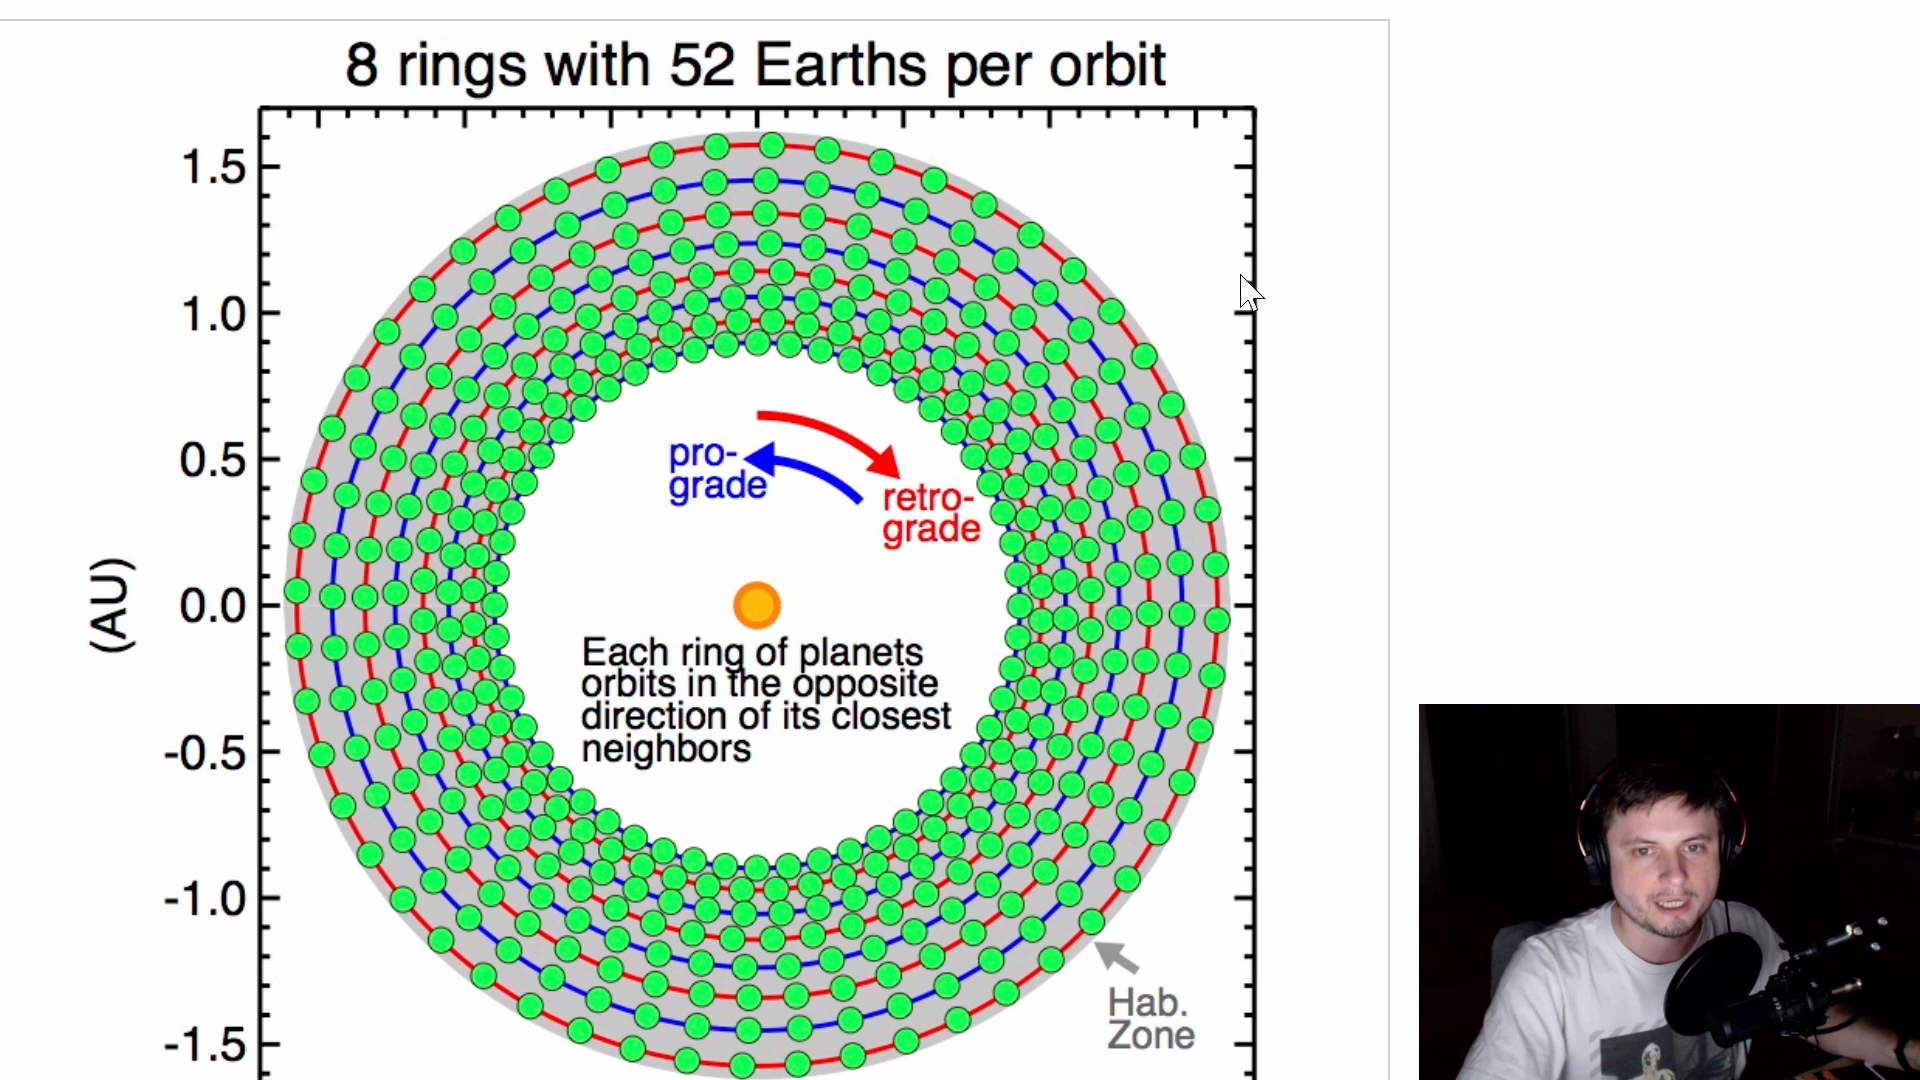 8 rings with 52 Earths per orbit
1.5
1.0
0.5
0.0
-0.5
-1.0
-1.5
(AU)
pro-
grade
retro-
grade
Each ring of planets
orbits in the opposite
direction of its closest
neighbors
Hab.
Zone